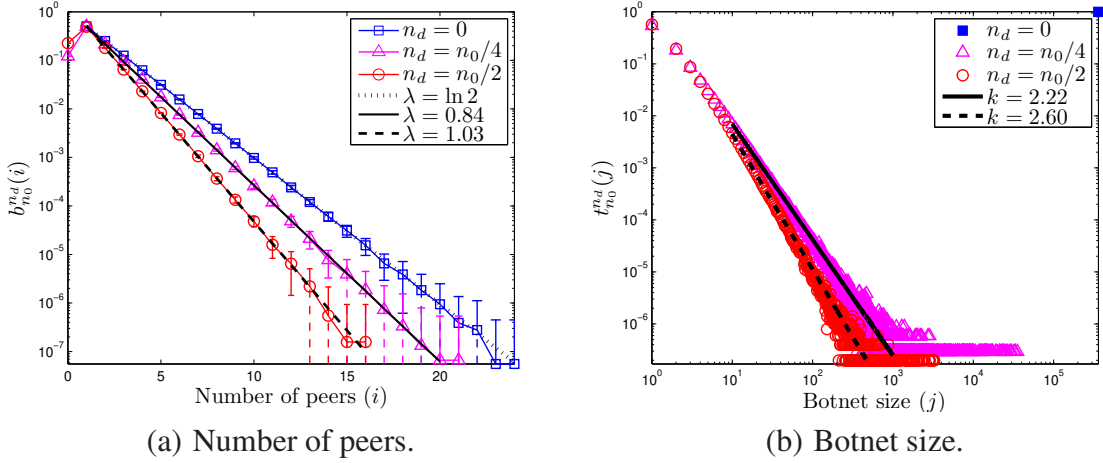 10^0
10^-1
10^-2
10^-3
10^-4
10^-5
10^-6
10^-7
b_{n_0}^{n_d}(i)
n_d = 0
n_d = n_0/4
n_d = n_0/2
λ = ln 2
λ = 0.84
λ = 1.03
0 5 10 15 20
Number of peers (i)
(a) Number of peers.
10^0
10^-1
10^-2
10^-3
10^-4
10^-5
10^-6
t_{n_0}^{n_d}(j)
n_d = 0
n_d = n_0/4
n_d = n_0/2
k = 2.22
k = 2.60
10^0 10^1 10^2 10^3 10^4 10^5
Botnet size (j)
(b) Botnet size.